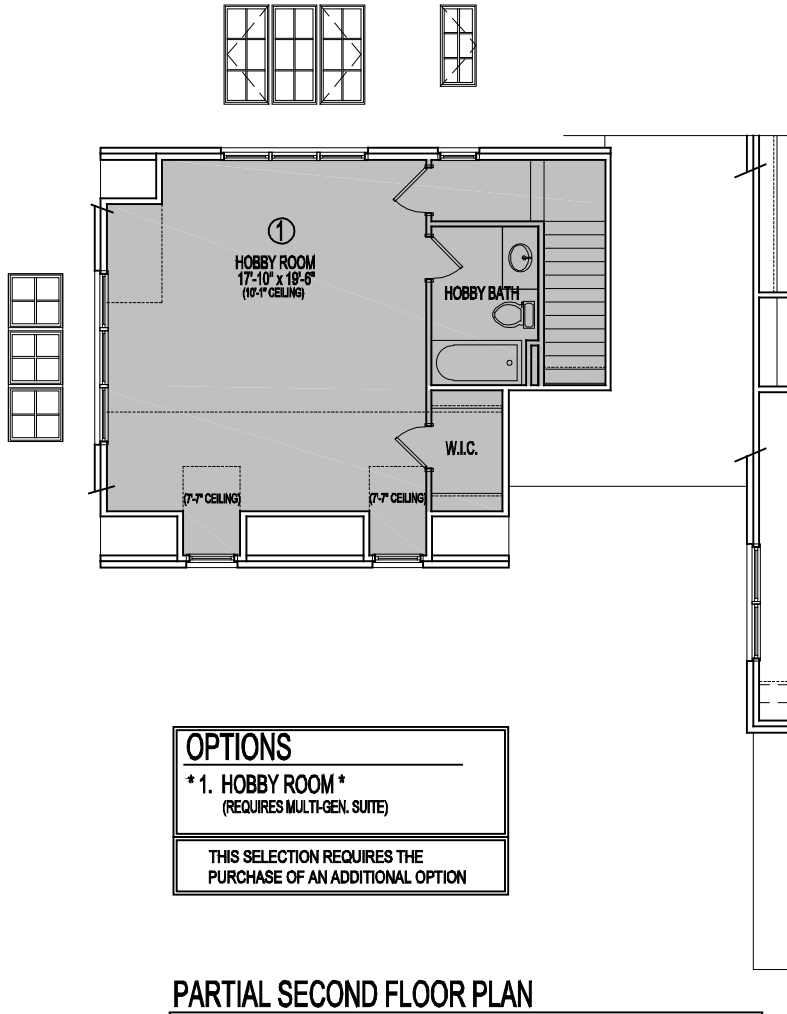 1
HOBBY ROOM
17'-10" x 19'-6"
(10'-1" CEILING)
HOBBY BATH
W.I.C.
(7'-7" CEILING)
(7'-7" CEILING)
OPTIONS
* 1. HOBBY ROOM *
(REQUIRES MULTI-GEN. SUITE)
THIS SELECTION REQUIRES THE
PURCHASE OF AN ADDITIONAL OPTION
PARTIAL SECOND FLOOR PLAN